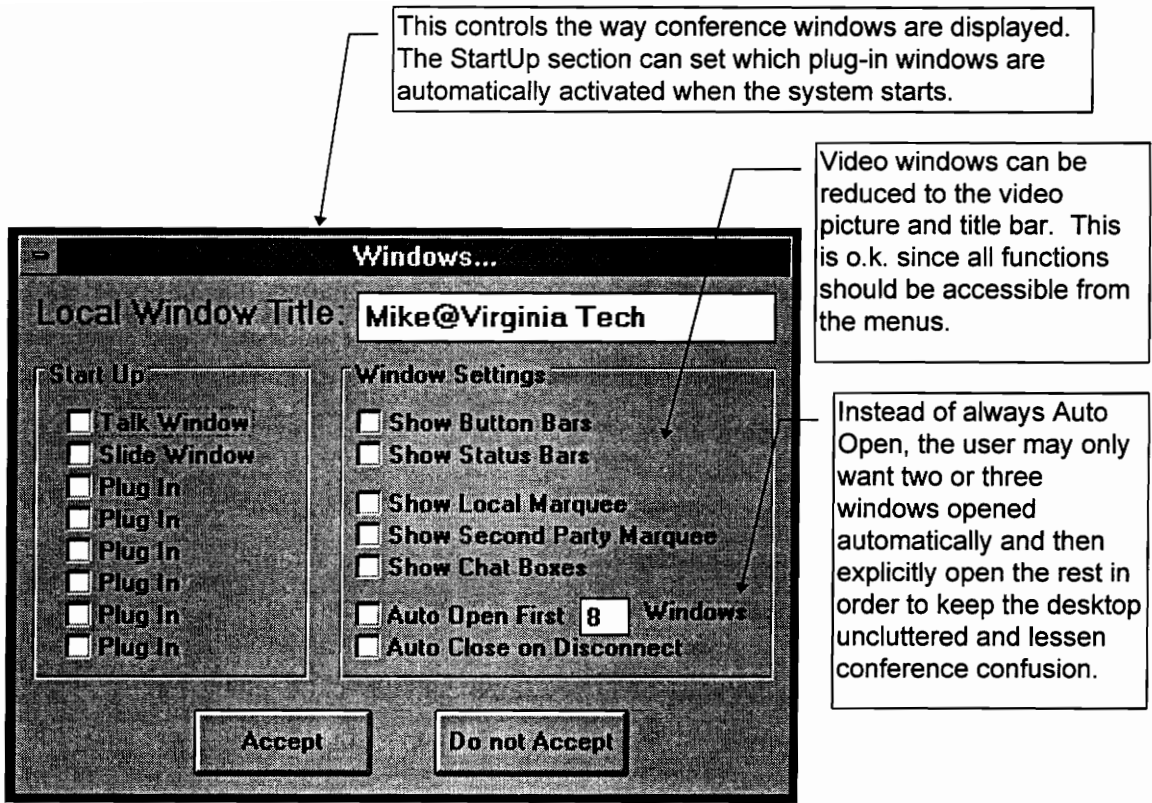 This controls the way conference windows are displayed.
The StartUp section can set which plug-in windows are
automatically activated when the system starts.
Video windows can be
reduced to the video
picture and title bar. This
is o.k. since all functions
should be accessible from
the menus.
Instead of always Auto
Open, the user may only
want two or three
windows opened
automatically and then
explicitly open the rest in
order to keep the desktop
uncluttered and lessen
conference confusion.
Windows...
Local Window Title: Mike@Virginia Tech
Start Up
Talk Window
Slide Window
Plug In
Plug In
Plug In
Plug In
Plug In
Plug In
Window Settings
Show Button Bars
Show Status Bars
Show Local Marquee
Show Second Party Marquee
Show Chat Boxes
Auto Open First 8 Windows
Auto Close on Disconnect
Accept
Do not Accept